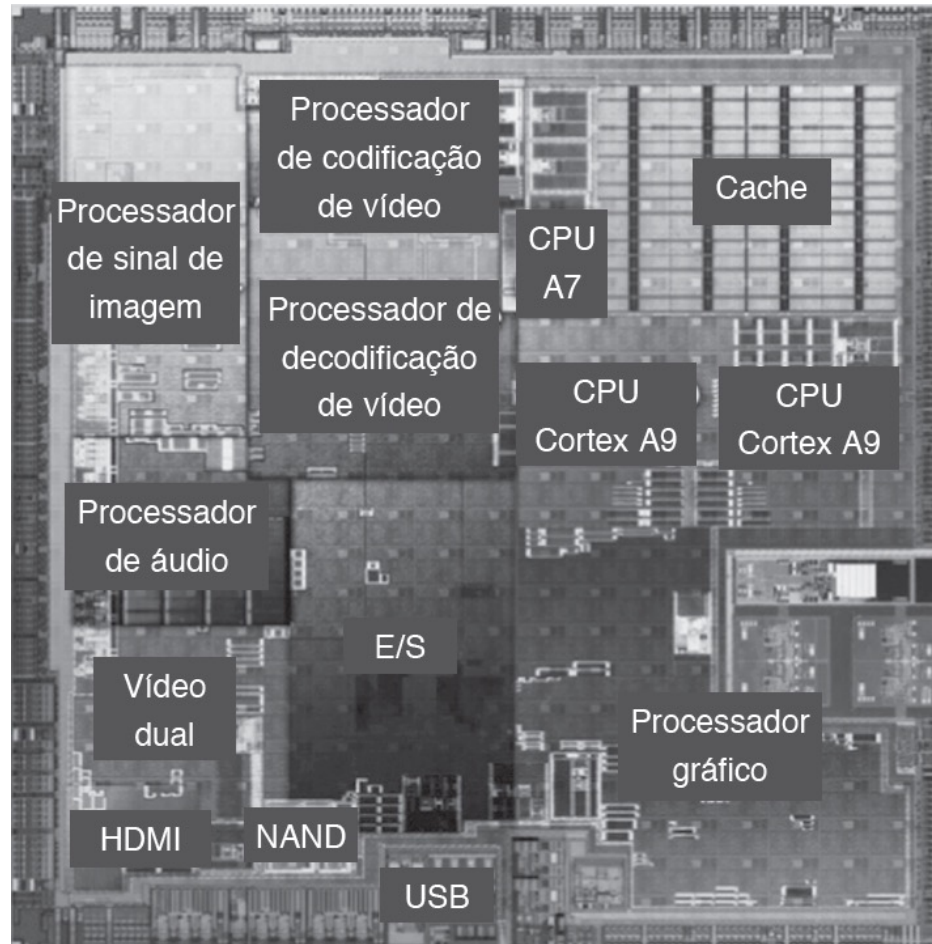 Processador
de codificação
de vídeo
Cache
Processador
de sinal de
imagem
CPU
A7
Processador de
decodificação
de vídeo
CPU
Cortex A9
CPU
Cortex A9
Processador
de áudio
E/S
Vídeo
dual
Processador
gráfico
HDMI
NAND
USB